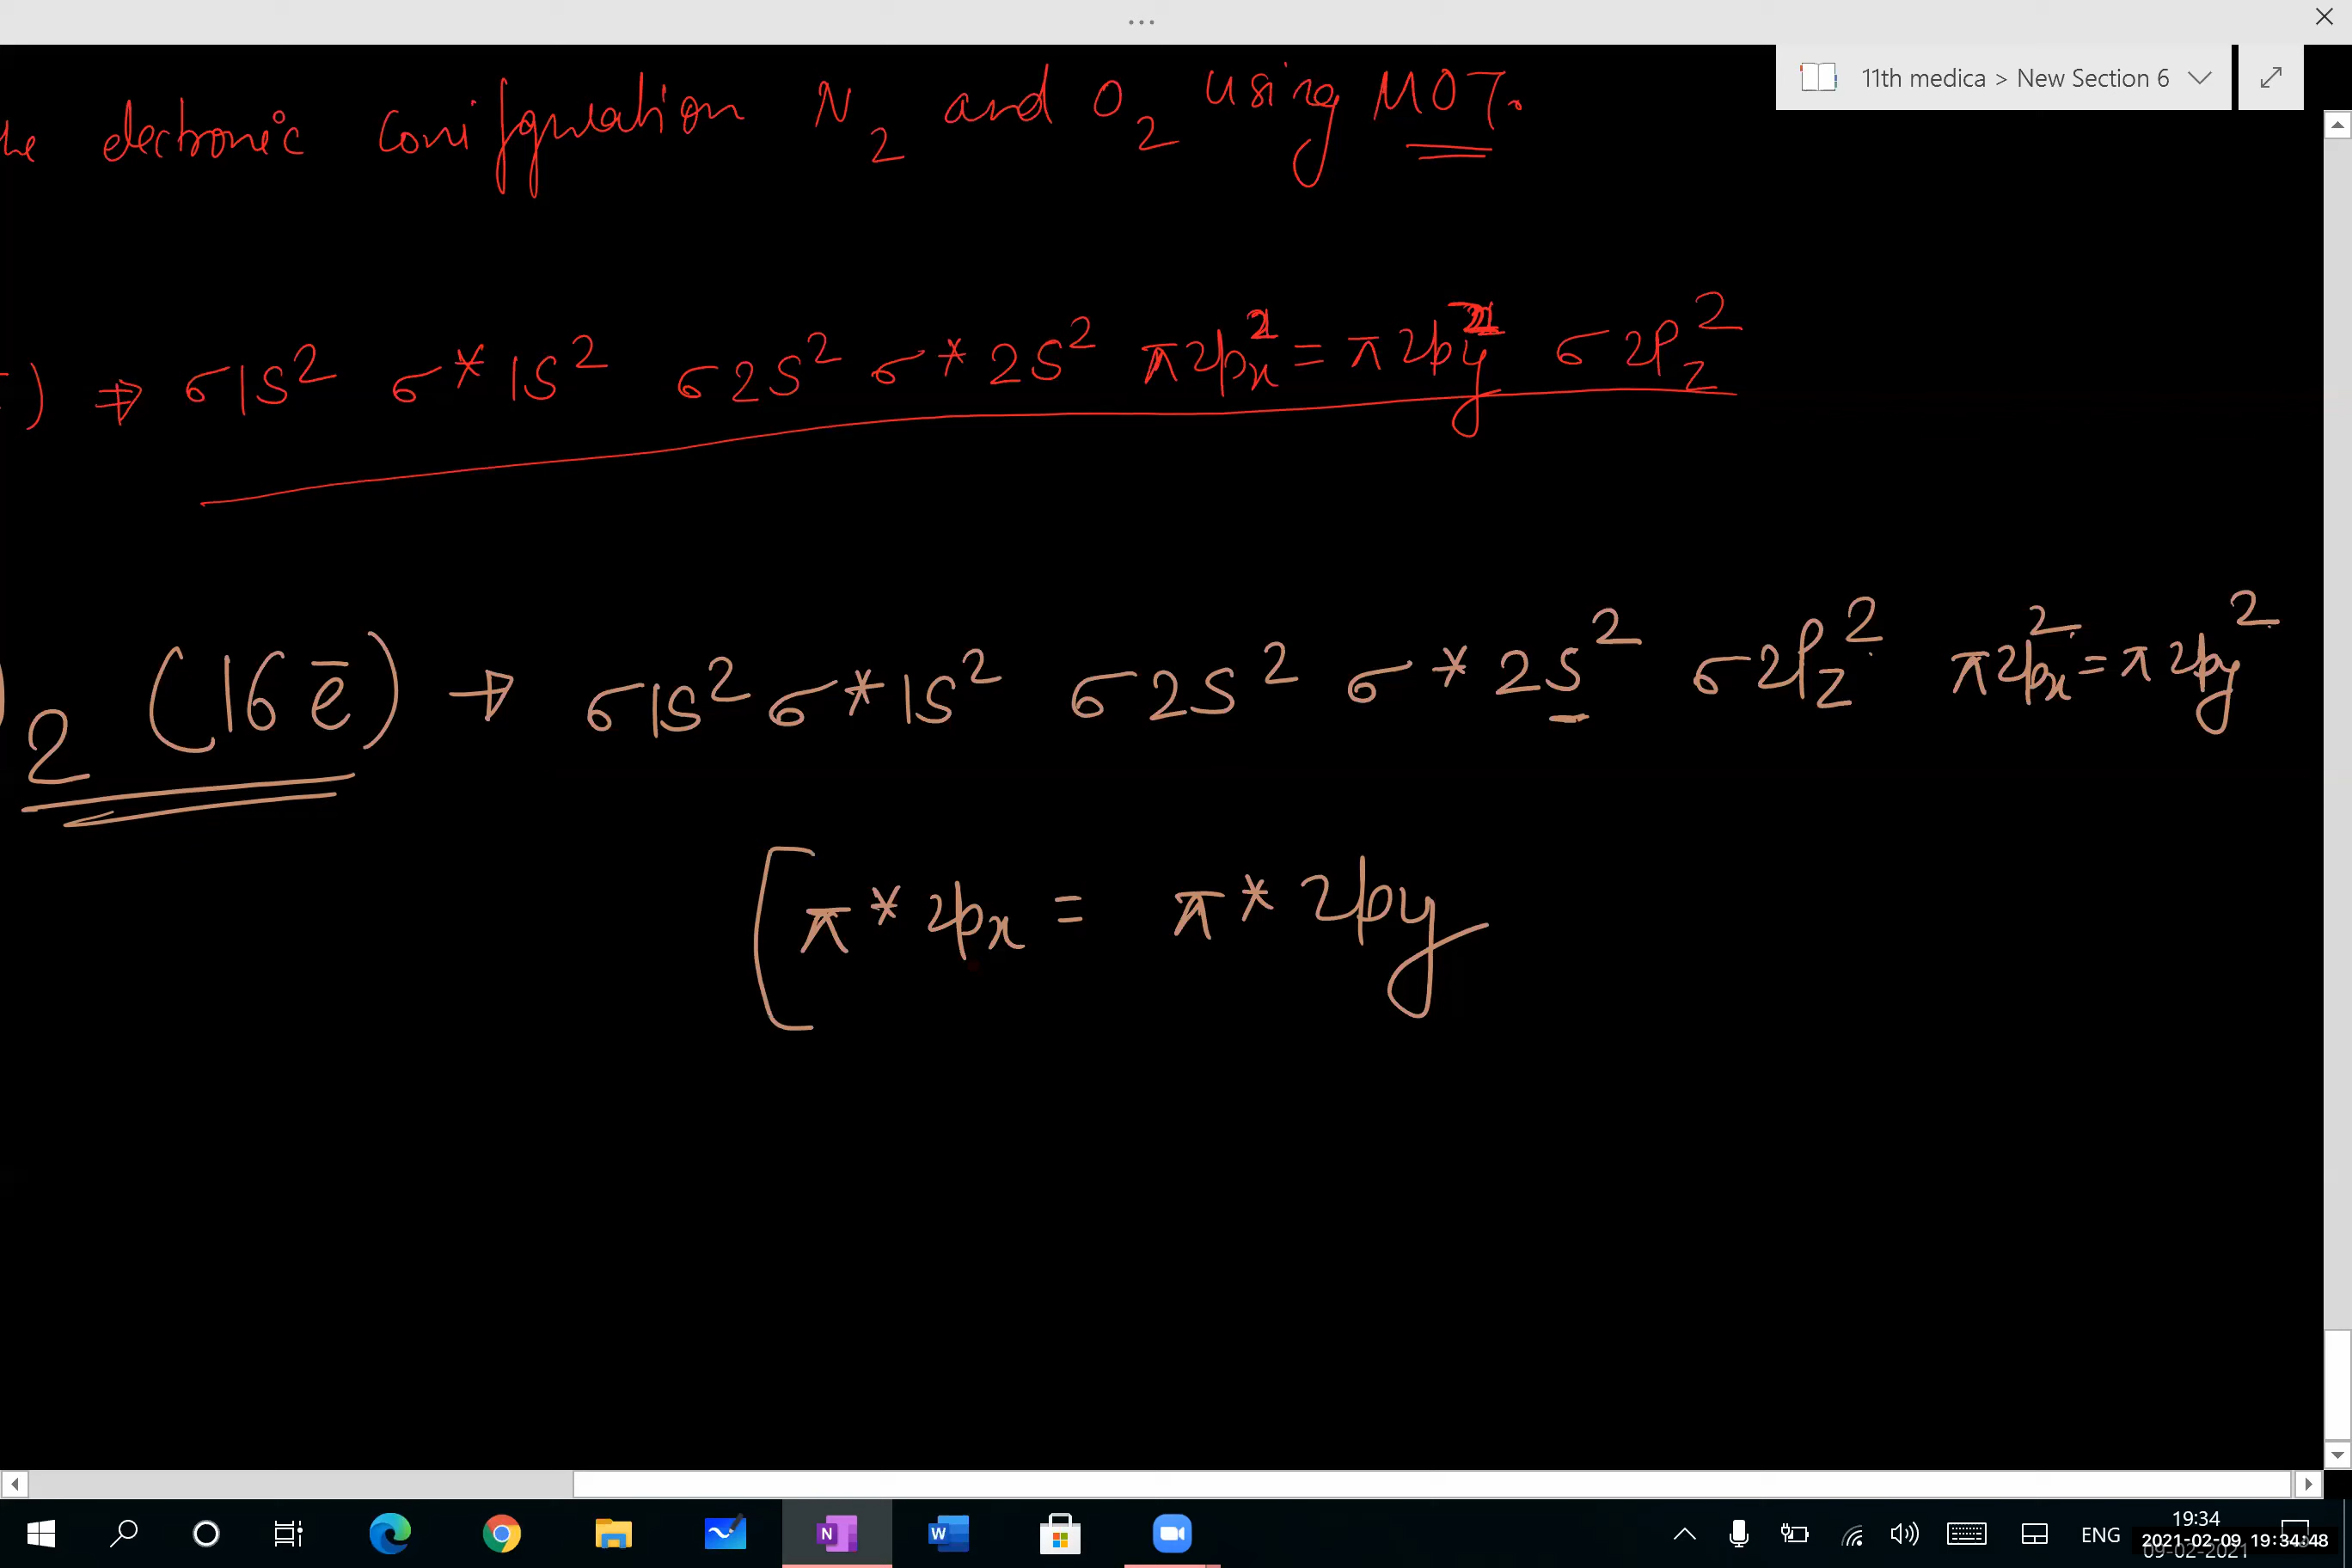 ...
11th medica > New Section 6
he electronic configuration N₂ and O₂ using MOT.
) ⇒ σ1s² σ*1s² σ2s² σ*2s² π2px² = π2py² σ2pz²
2 (16ē) ⇒ σ1s² σ*1s² σ2s² σ*2s² σ2pz² π2px² = π2py²
[π*2px = π*2py
ENG
19:34
2021-02-09 19:34:48
09-02-2021